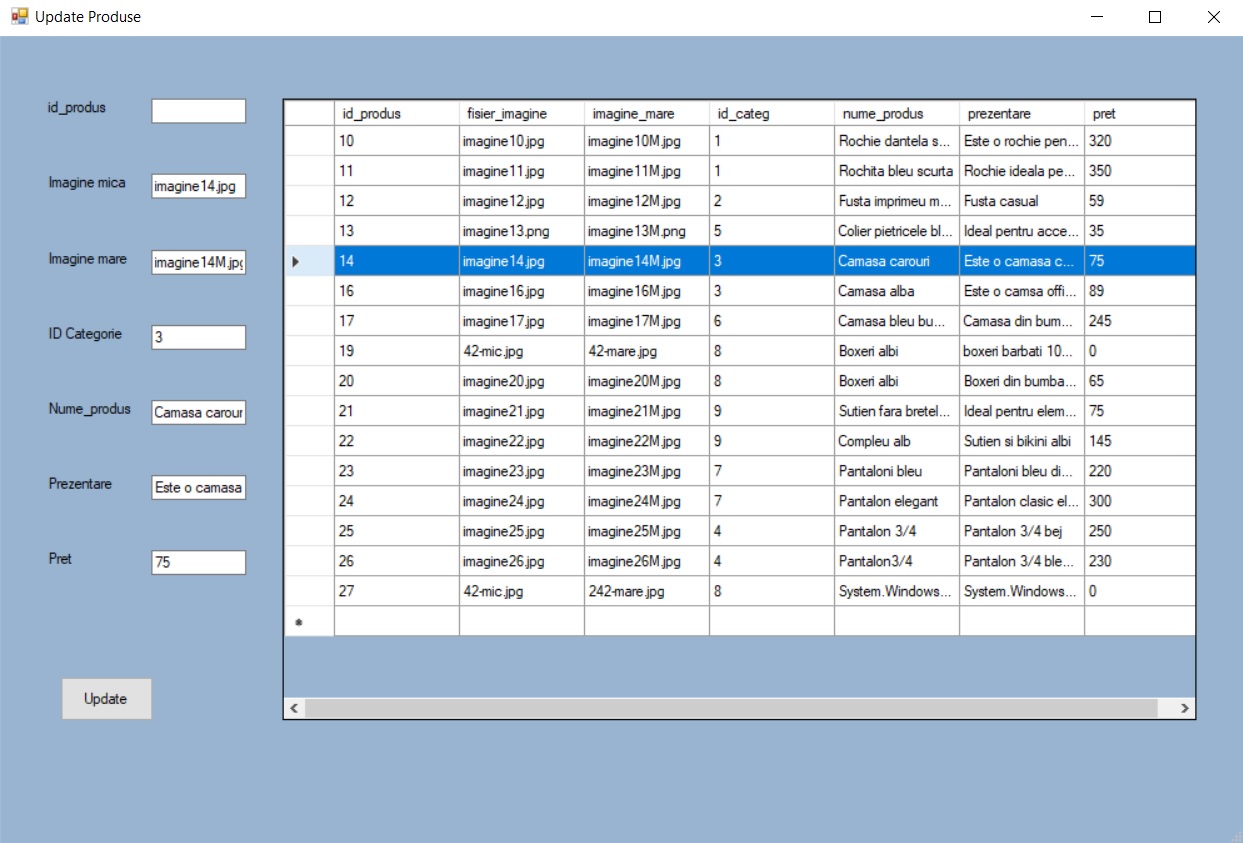 Update Produse
id_produs
Imagine mica imagine14.jpg
Imagine mare imagine14M.jpg
ID Categorie 3
Nume_produs Camasa carour
Prezentare Este o camasa
Pret 75
Update
id_produs fisier_imagine imagine_mare id_categ nume_produs prezentare pret
10 imagine10.jpg imagine10M.jpg 1 Rochie dantela s... Este o rochie pen... 320
11 imagine11.jpg imagine11M.jpg 1 Rochita bleu scurta Rochie ideala pe... 350
12 imagine12.jpg imagine12M.jpg 2 Fusta imprimeu m... Fusta casual 59
13 imagine13.png imagine13M.png 5 Colier pietricele bl... Ideal pentru acce... 35
14 imagine14.jpg imagine14M.jpg 3 Camasa carouri Este o camasa c... 75
16 imagine16.jpg imagine16M.jpg 3 Camasa alba Este o camsa offi... 89
17 imagine17.jpg imagine17M.jpg 6 Camasa bleu bu... Camasa din bum... 245
19 42-mic.jpg 42-mare.jpg 8 Boxeri albi boxeri barbati 10... 0
20 imagine20.jpg imagine20M.jpg 8 Boxeri albi Boxeri din bumba... 65
21 imagine21.jpg imagine21M.jpg 9 Sutien fara bretel... Ideal pentru elem... 75
22 imagine22.jpg imagine22M.jpg 9 Compleu alb Sutien si bikini albi 145
23 imagine23.jpg imagine23M.jpg 7 Pantaloni bleu Pantaloni bleu di... 220
24 imagine24.jpg imagine24M.jpg 7 Pantalon elegant Pantalon clasic el... 300
25 imagine25.jpg imagine25M.jpg 4 Pantalon 3/4 Pantalon 3/4 bej 250
26 imagine26.jpg imagine26M.jpg 4 Pantalon3/4 Pantalon 3/4 ble... 230
27 42-mic.jpg 242-mare.jpg 8 System.Windows... System.Windows... 0